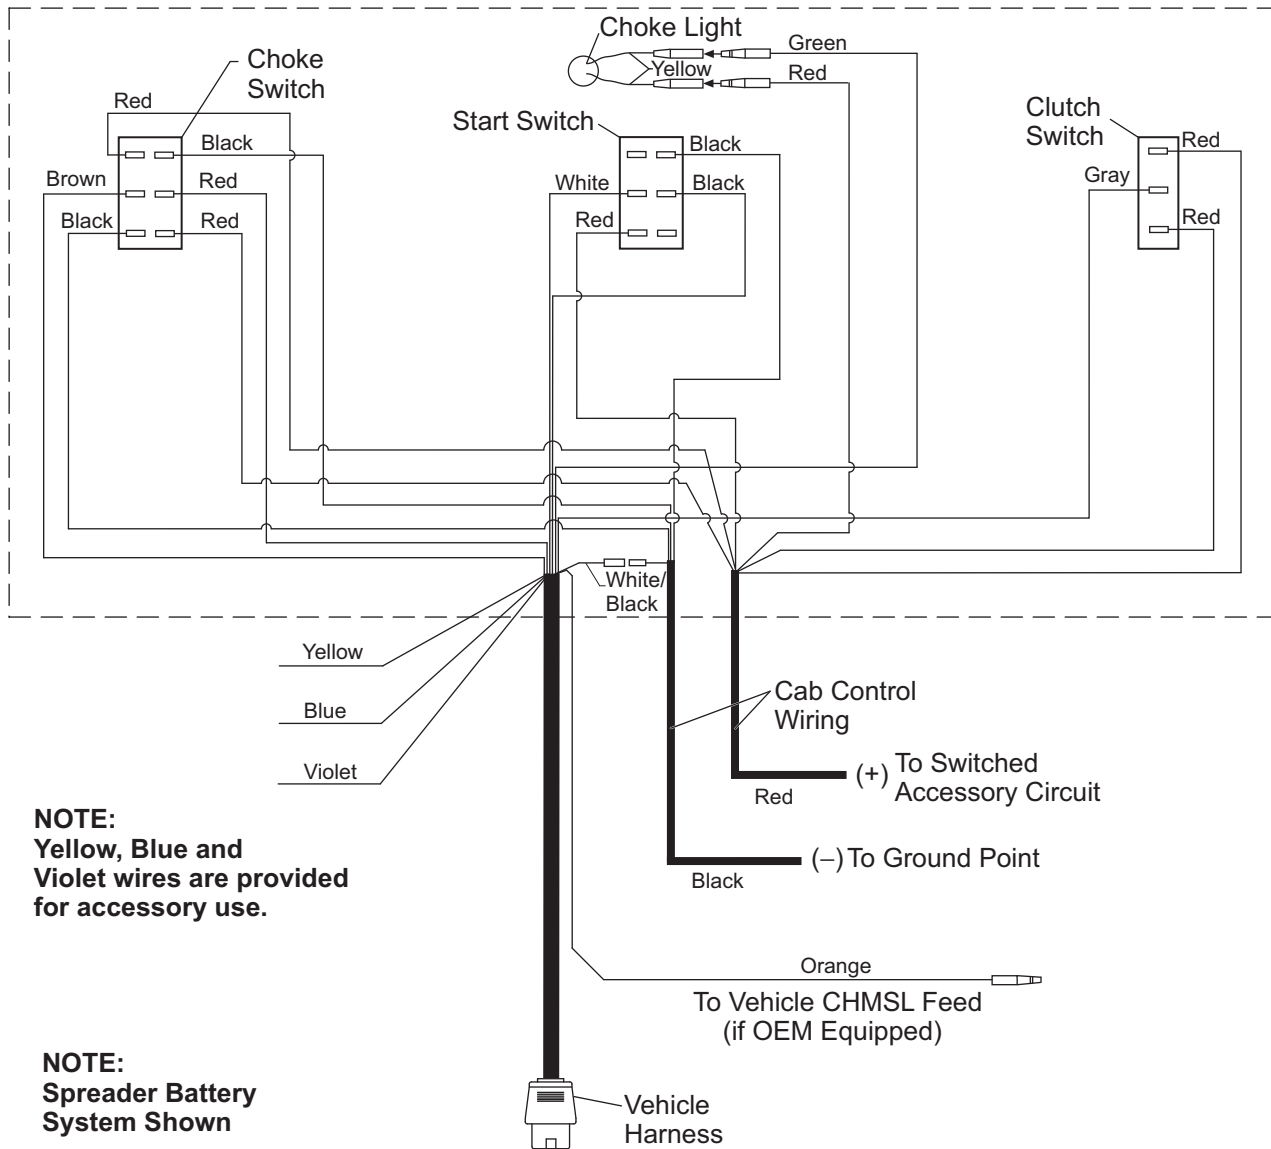 Choke Light
Green
Yellow
Red
Choke
Switch
Red
Black
Brown
Red
Black
Red
Start Switch
Black
White
Black
Red
Clutch
Switch
Red
Gray
Red
White/
Black
Yellow
Blue
Violet
Cab Control
Wiring
(+) To Switched
Accessory Circuit
Red
(–) To Ground Point
Black
NOTE:
Yellow, Blue and
Violet wires are provided
for accessory use.
Orange
To Vehicle CHMSL Feed
(if OEM Equipped)
NOTE:
Spreader Battery
System Shown
Vehicle
Harness